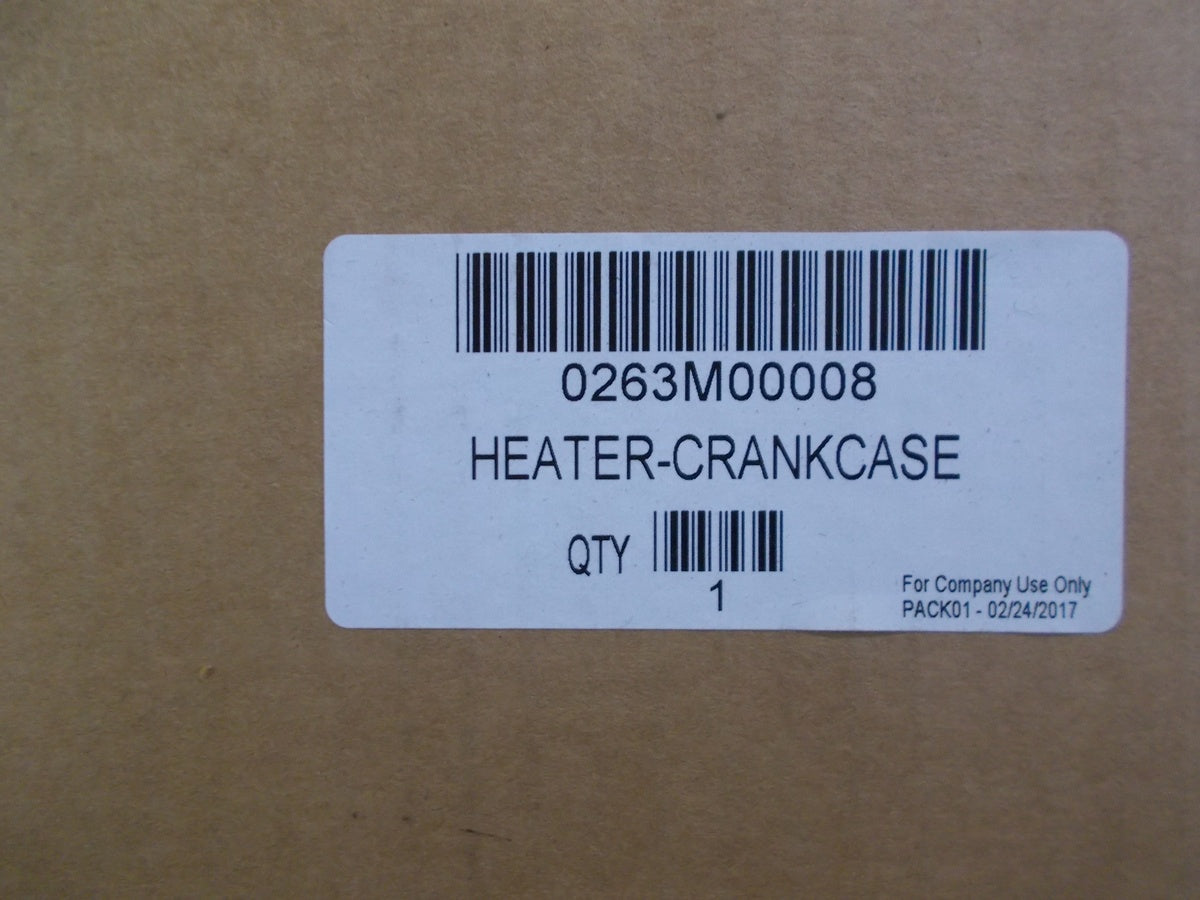 0263M00008
HEATER-CRANKCASE
QTY
1
For Company Use Only
PACK01 - 02/24/2017